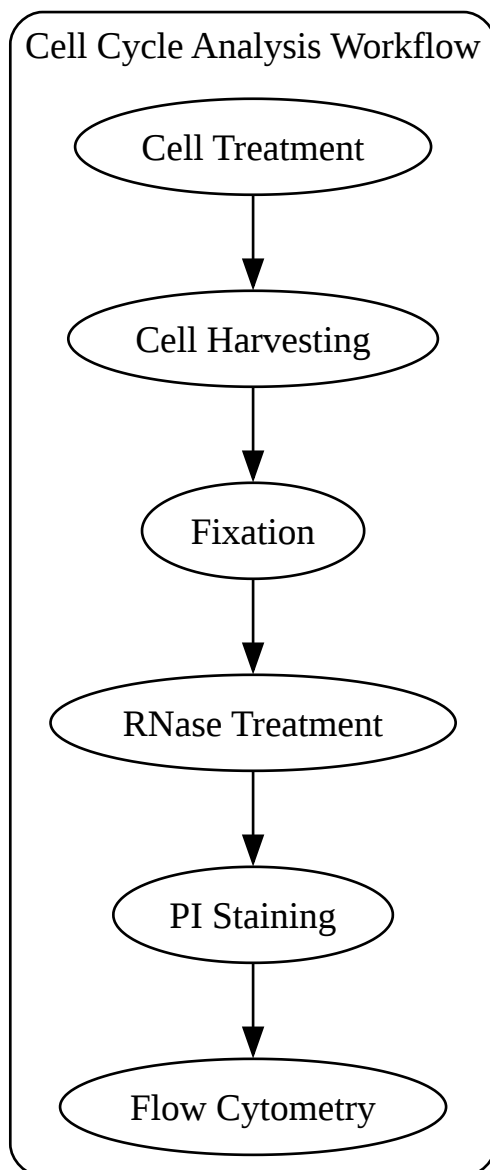 Cell Cycle Analysis Workflow
Cell Treatment
Cell Harvesting
Fixation
RNase Treatment
PI Staining
Flow Cytometry